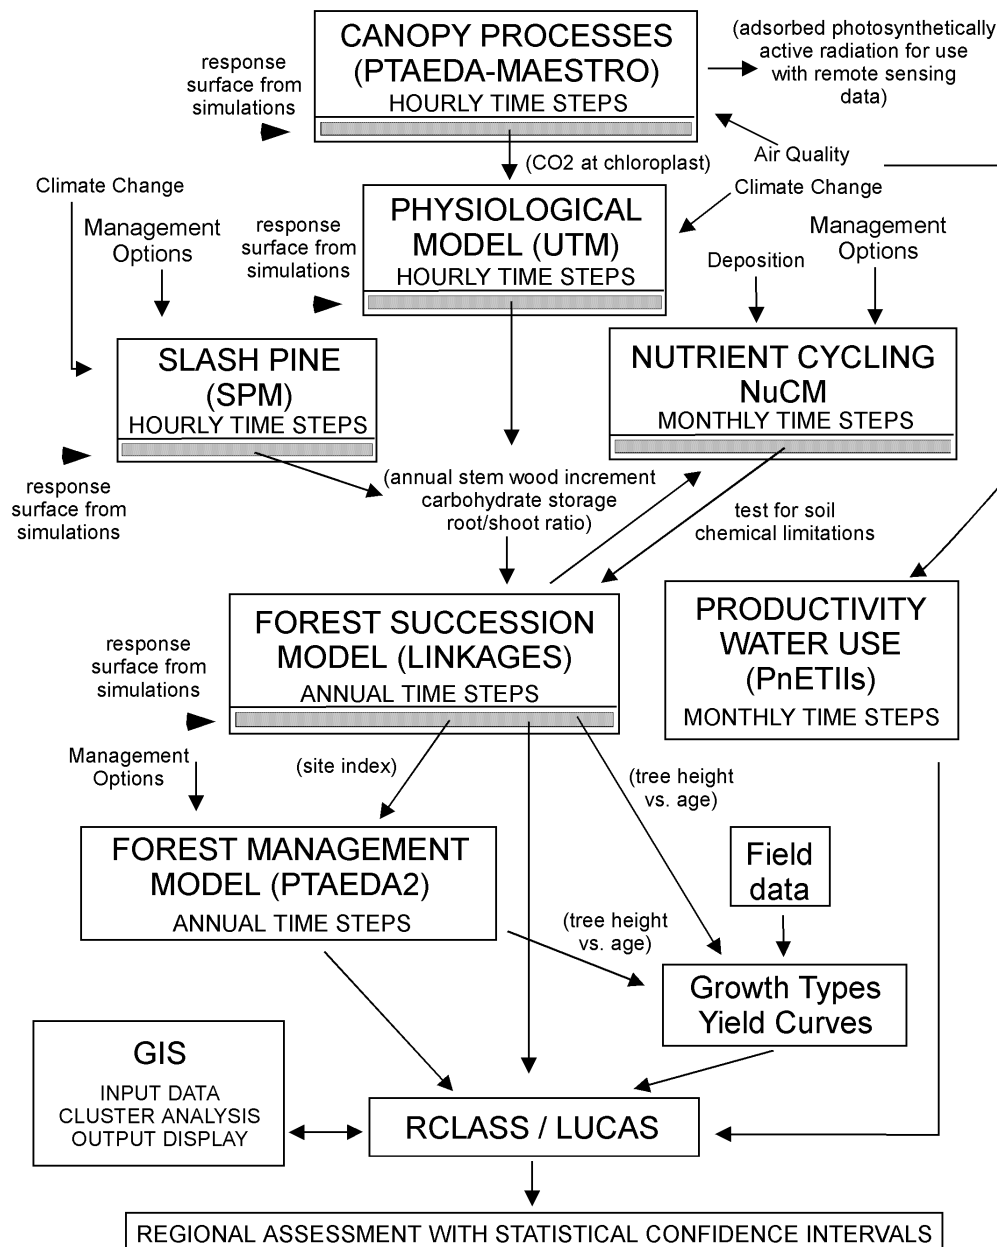 CANOPY PROCESSES
(PTAEDA-MAESTRO)
HOURLY TIME STEPS
response
surface from
simulations
(adsorbed photosynthetically
active radiation for use
with remote sensing
data)
(CO2 at chloroplast)
Air Quality
Climate Change
Climate Change
Management
Options
response
surface from
simulations
PHYSIOLOGICAL
MODEL (UTM)
HOURLY TIME STEPS
Deposition
Management
Options
SLASH PINE
(SPM)
HOURLY TIME STEPS
NUTRIENT CYCLING
NuCM
MONTHLY TIME STEPS
response
surface from
simulations
(annual stem wood increment
carbohydrate storage
root/shoot ratio)
test for soil
chemical limitations
FOREST SUCCESSION
MODEL (LINKAGES)
ANNUAL TIME STEPS
response
surface from
simulations
PRODUCTIVITY
WATER USE
(PnETIIs)
MONTHLY TIME STEPS
Management
Options
(site index)
(tree height
vs. age)
FOREST MANAGEMENT
MODEL (PTAEDA2)
ANNUAL TIME STEPS
Field
data
(tree height
vs. age)
Growth Types
Yield Curves
GIS
INPUT DATA
CLUSTER ANALYSIS
OUTPUT DISPLAY
RCLASS / LUCAS
REGIONAL ASSESSMENT WITH STATISTICAL CONFIDENCE INTERVALS